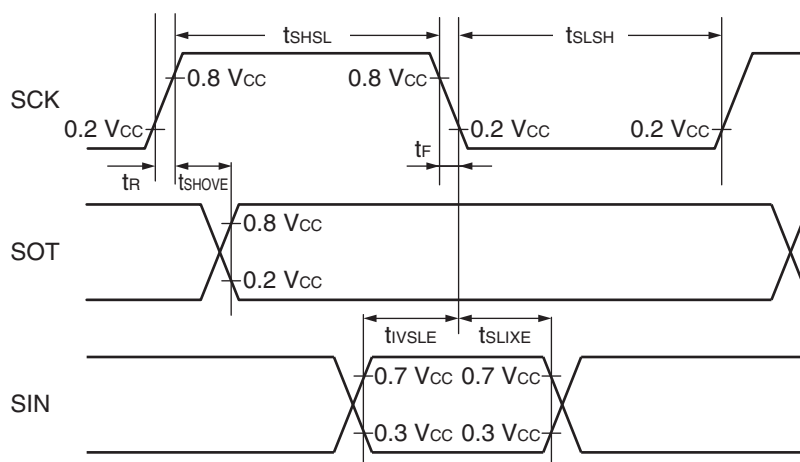 tSHSL tSLSH
SCK
0.8 VCC 0.8 VCC
0.2 VCC 0.2 VCC 0.2 VCC
tR tSHOVE tF
SOT
0.8 VCC
0.2 VCC
tIVSLE tSLIXE
SIN
0.7 VCC 0.7 VCC
0.3 VCC 0.3 VCC